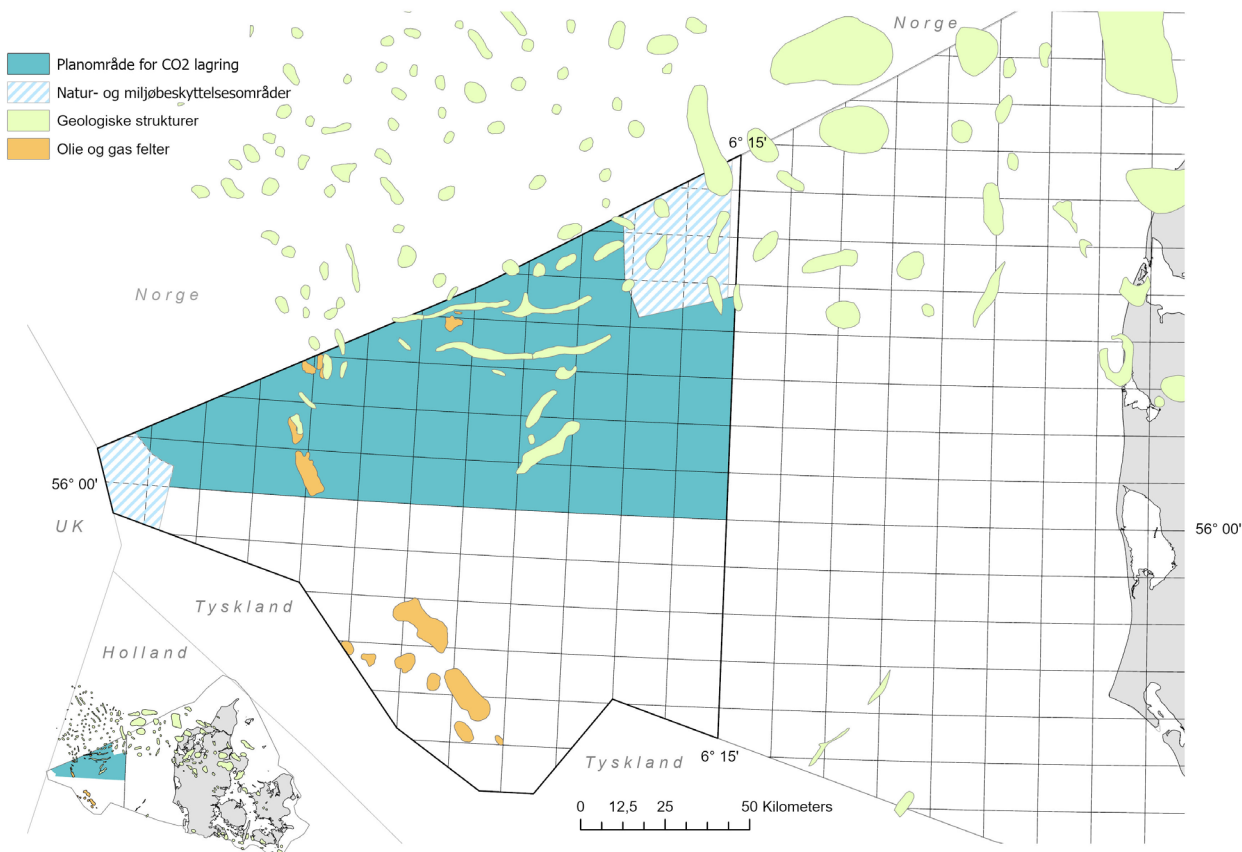 Norge
Planområde for CO2 lagring
Natur- og miljøbeskyttelsesområder
Geologiske strukturer
Olie og gas felter
6° 15'
Norge
56° 00'
UK
56° 00'
Tyskland
Holland
6° 15'
Tyskland
0 12,5 25 50 Kilometers